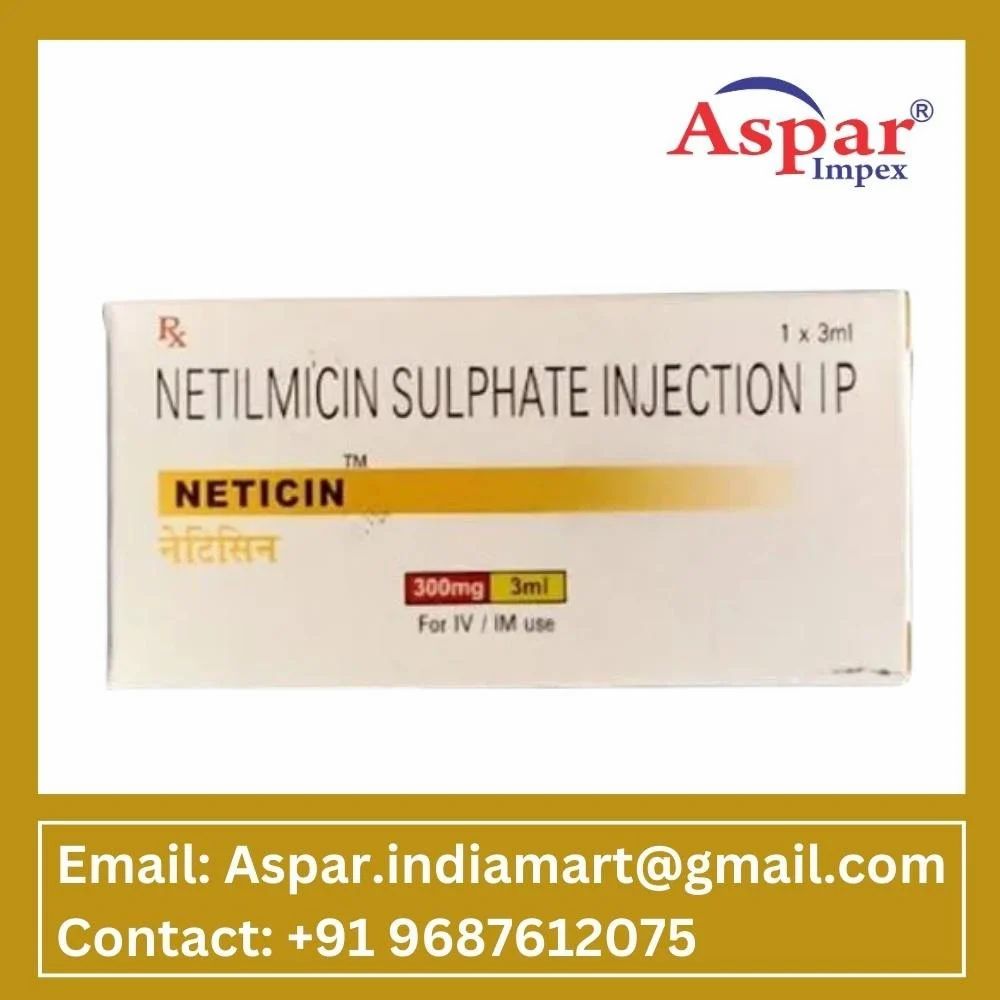 Aspar®
Impex
Rx
1 x 3ml
NETILMICIN SULPHATE INJECTION IP
NETICIN™
नेटिसिन
300mg 3ml
For IV / IM use
Email: Aspar.indiamart@gmail.com
Contact: +91 9687612075